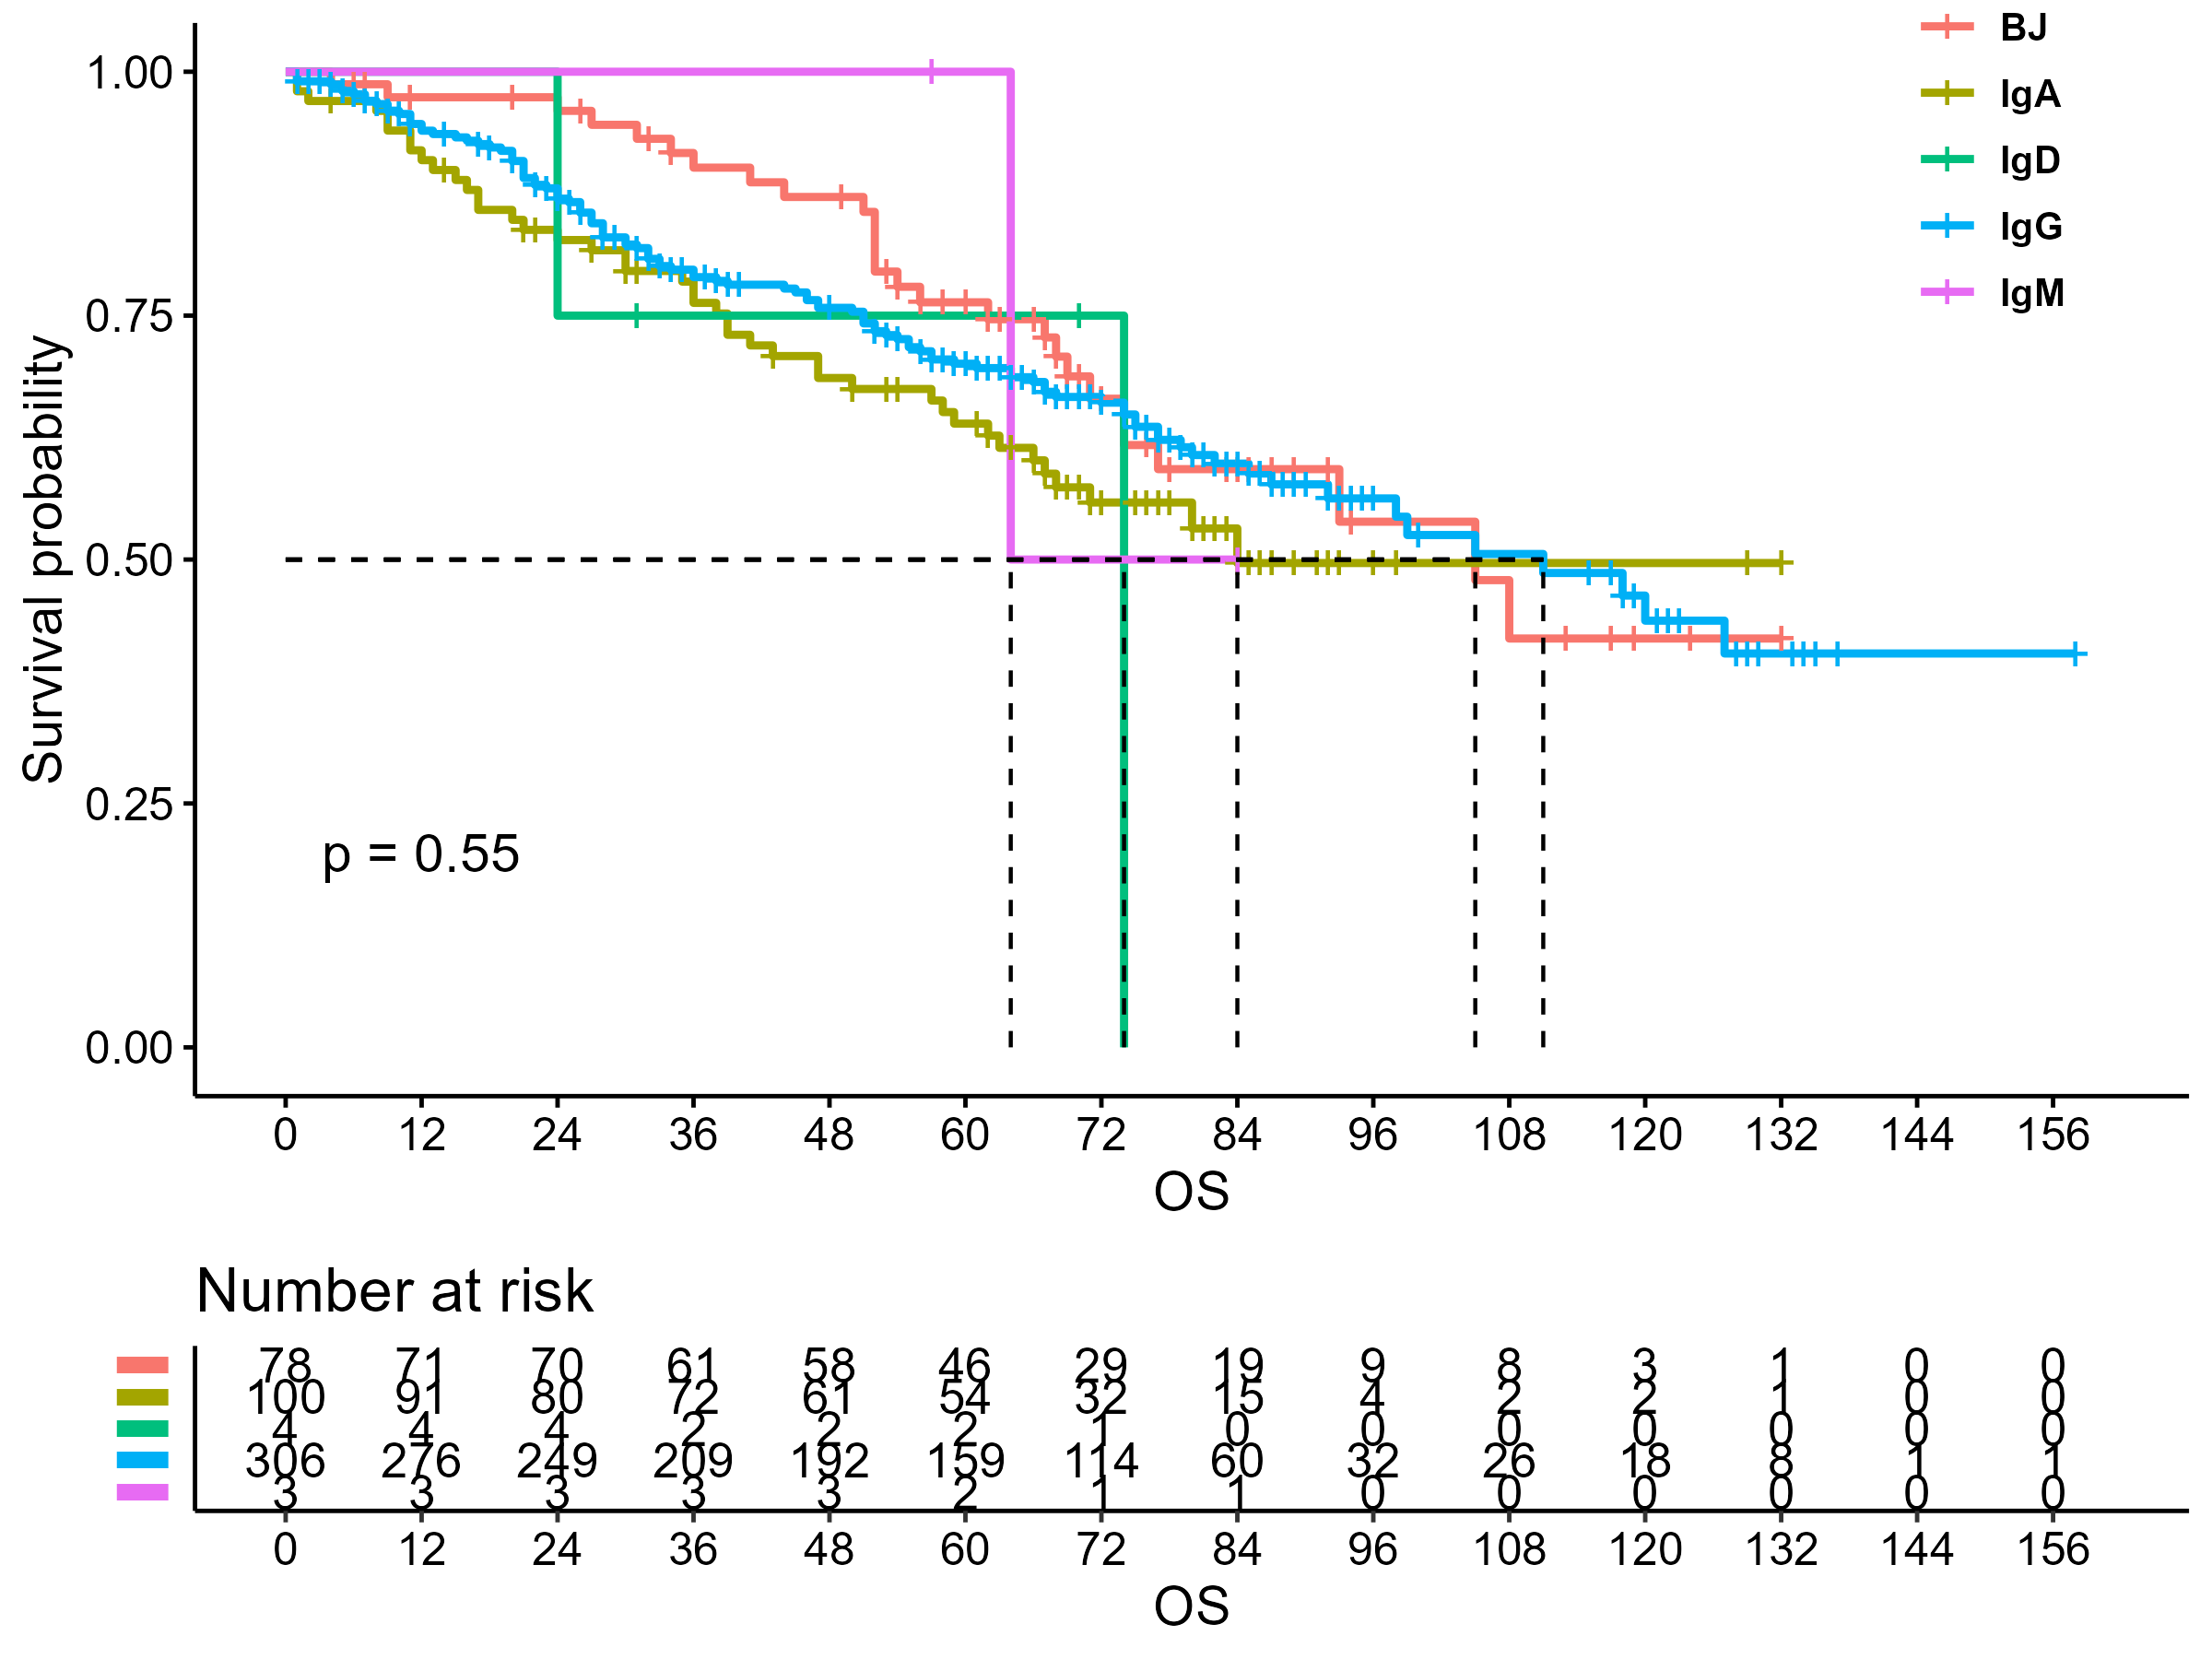 BJ
IgA
IgD
IgG
IgM
1.00
0.75
0.50
0.25
0.00
Survival probability
p = 0.55
0 12 24 36 48 60 72 84 96 108 120 132 144 156
OS
Number at risk
78 71 70 61 58 46 29 19 9 8 3 1 0 0
100 91 80 72 61 54 32 15 4 2 2 1 0 0
4 4 4 2 2 2 1 0 0 0 0 0 0 0
306 276 249 209 192 159 114 60 32 26 18 8 1 1
3 3 3 3 3 2 1 1 0 0 0 0 0 0
0 12 24 36 48 60 72 84 96 108 120 132 144 156
OS